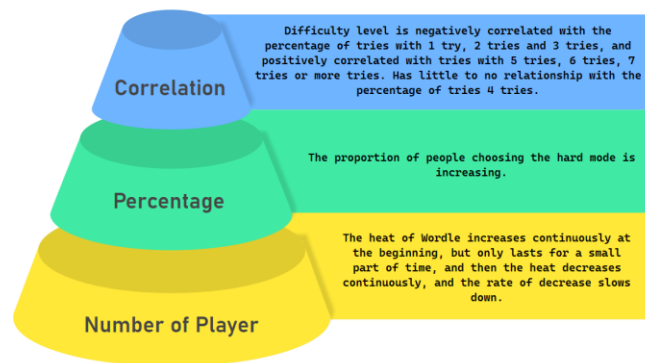 Correlation
Difficulty level is negatively correlated with the
percentage of tries with 1 try, 2 tries and 3 tries, and
positively correlated with tries with 5 tries, 6 tries, 7
tries or more tries. Has little to no relationship with the
percentage of tries 4 tries.
Percentage
The proportion of people choosing the hard mode is
increasing.
Number of Player
The heat of Wordle increases continuously at
the beginning, but only lasts for a small
part of time, and then the heat decreases
continuously, and the rate of decrease slows
down.